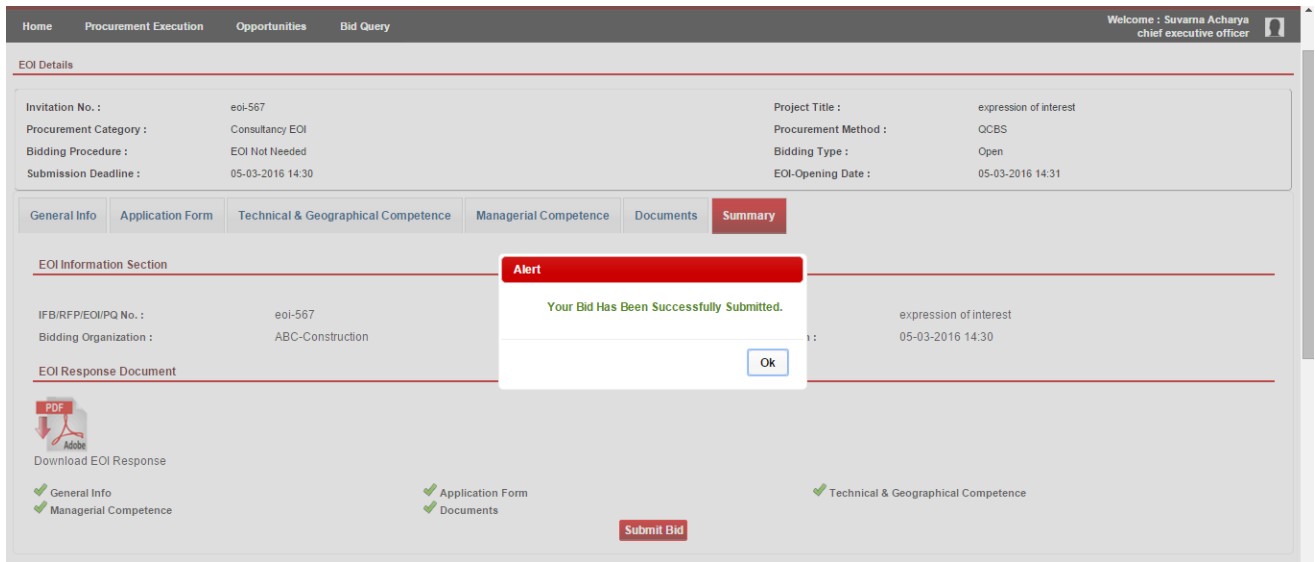 Home Procurement Execution Opportunities Bid Query Welcome : Suvarna Acharya
chief executive officer
EOI Details
Invitation No. : eoi-567 Project Title : expression of interest
Procurement Category : Consultancy EOI Procurement Method : QCBS
Bidding Procedure : EOI Not Needed Bidding Type : Open
Submission Deadline : 05-03-2016 14:30 EOI-Opening Date : 05-03-2016 14:31
General Info Application Form Technical & Geographical Competence Managerial Competence Documents Summary
EOI Information Section
Alert
Your Bid Has Been Successfully Submitted.
Ok
IFB/RFP/EOI/PQ No. : eoi-567 expression of interest
Bidding Organization : ABC-Construction : 05-03-2016 14:30
EOI Response Document
PDF
Adobe
Download EOI Response
General Info Application Form Technical & Geographical Competence
Managerial Competence Documents
Submit Bid